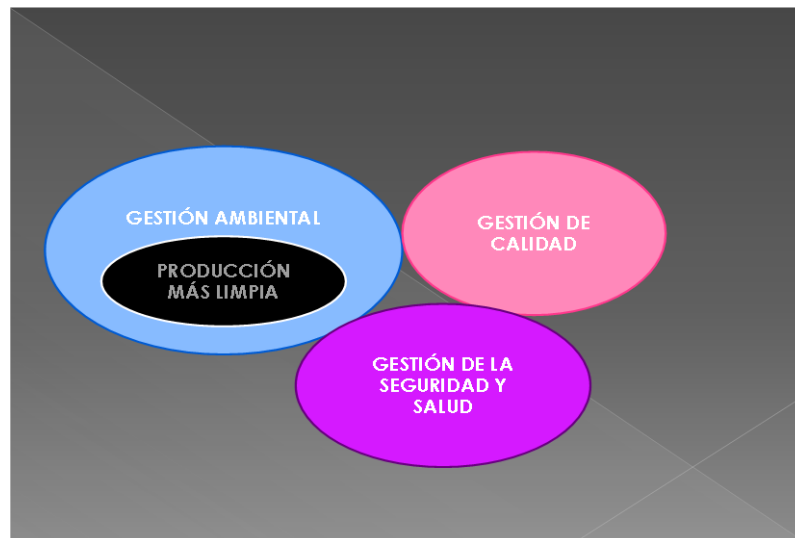 GESTIÓN AMBIENTAL
PRODUCCIÓN
MÁS LIMPIA
GESTIÓN DE
CALIDAD
GESTIÓN DE LA
SEGURIDAD Y
SALUD